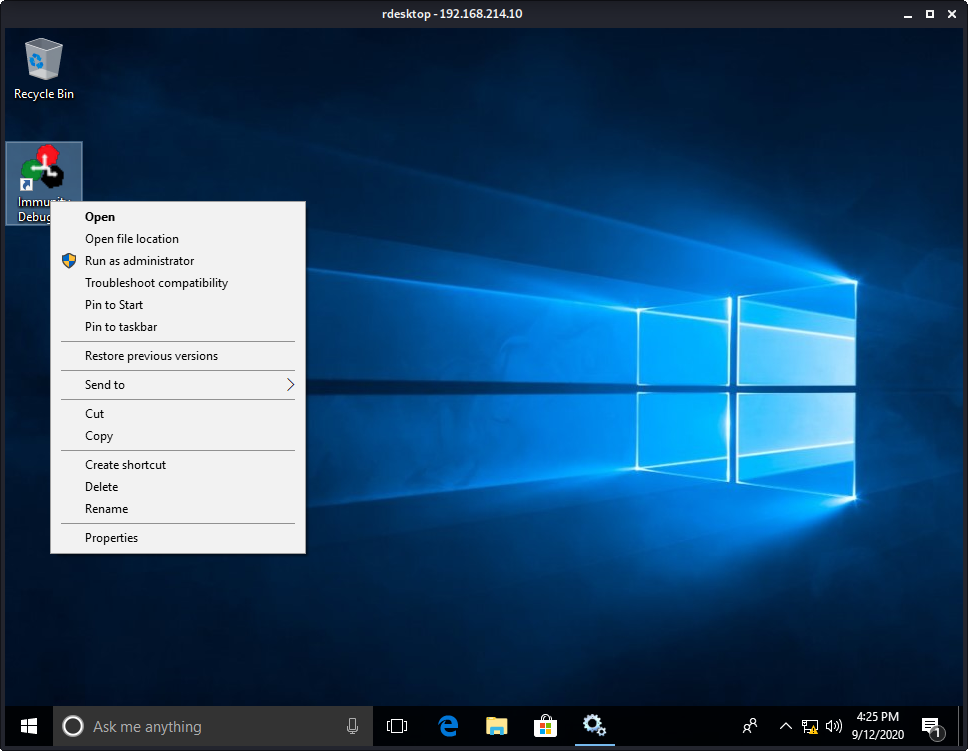 rdesktop - 192.168.214.10
Recycle Bin
Open
Open file location
Run as administrator
Troubleshoot compatibility
Pin to Start
Pin to taskbar
Restore previous versions
Send to
Cut
Copy
Create shortcut
Delete
Rename
Properties
Ask me anything
4:25 PM
9/12/2020
1